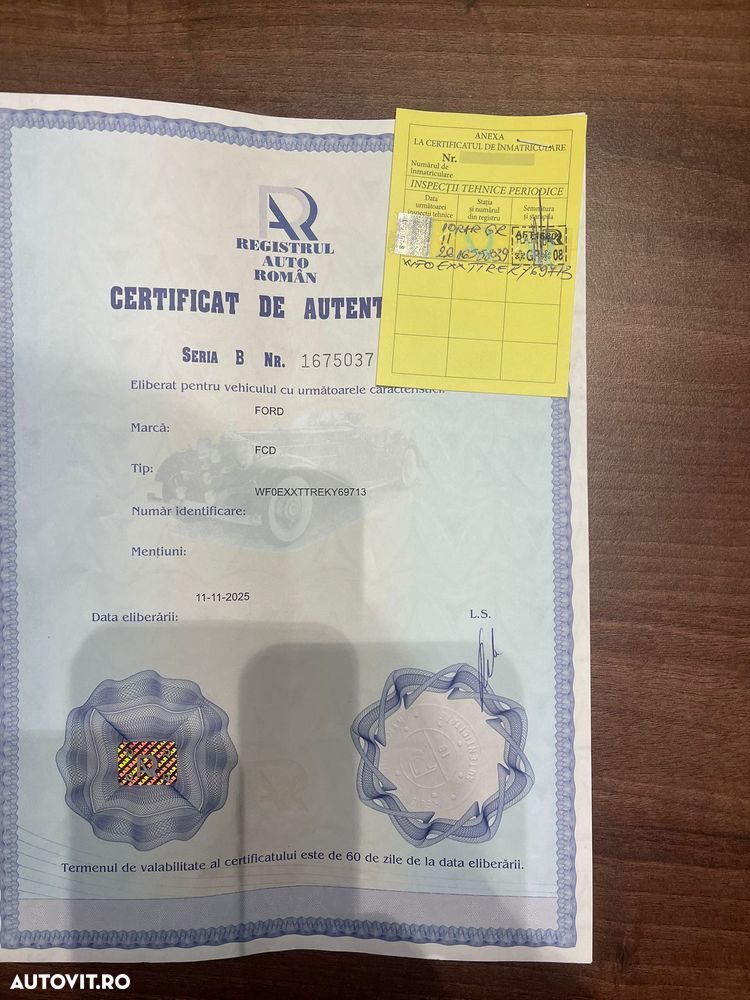 ANEXA
LA CERTIFICATUL DE ÎNMATRICULARE
Nr.
Numărul de
înmatriculare
INSPECȚII TEHNICE PERIODICE
Data
următoarei
inspecții tehnice
Stația
și numărul
din registru
Semnătura
și ștampila
GR 08
REGISTRUL
AUTO
ROMÂN
CERTIFICAT DE AUTENT
SERIA B NR. 1675037
Eliberat pentru vehiculul cu următoarele caracteristici:
FORD
Marcă:
FCD
Tip:
WF0EXXTTREKY69713
Număr identificare:
Mențiuni:
11-11-2025
Data eliberării:
L.S.
Termenul de valabilitate al certificatului este de 60 de zile de la data eliberării.
AUTOVIT.RO